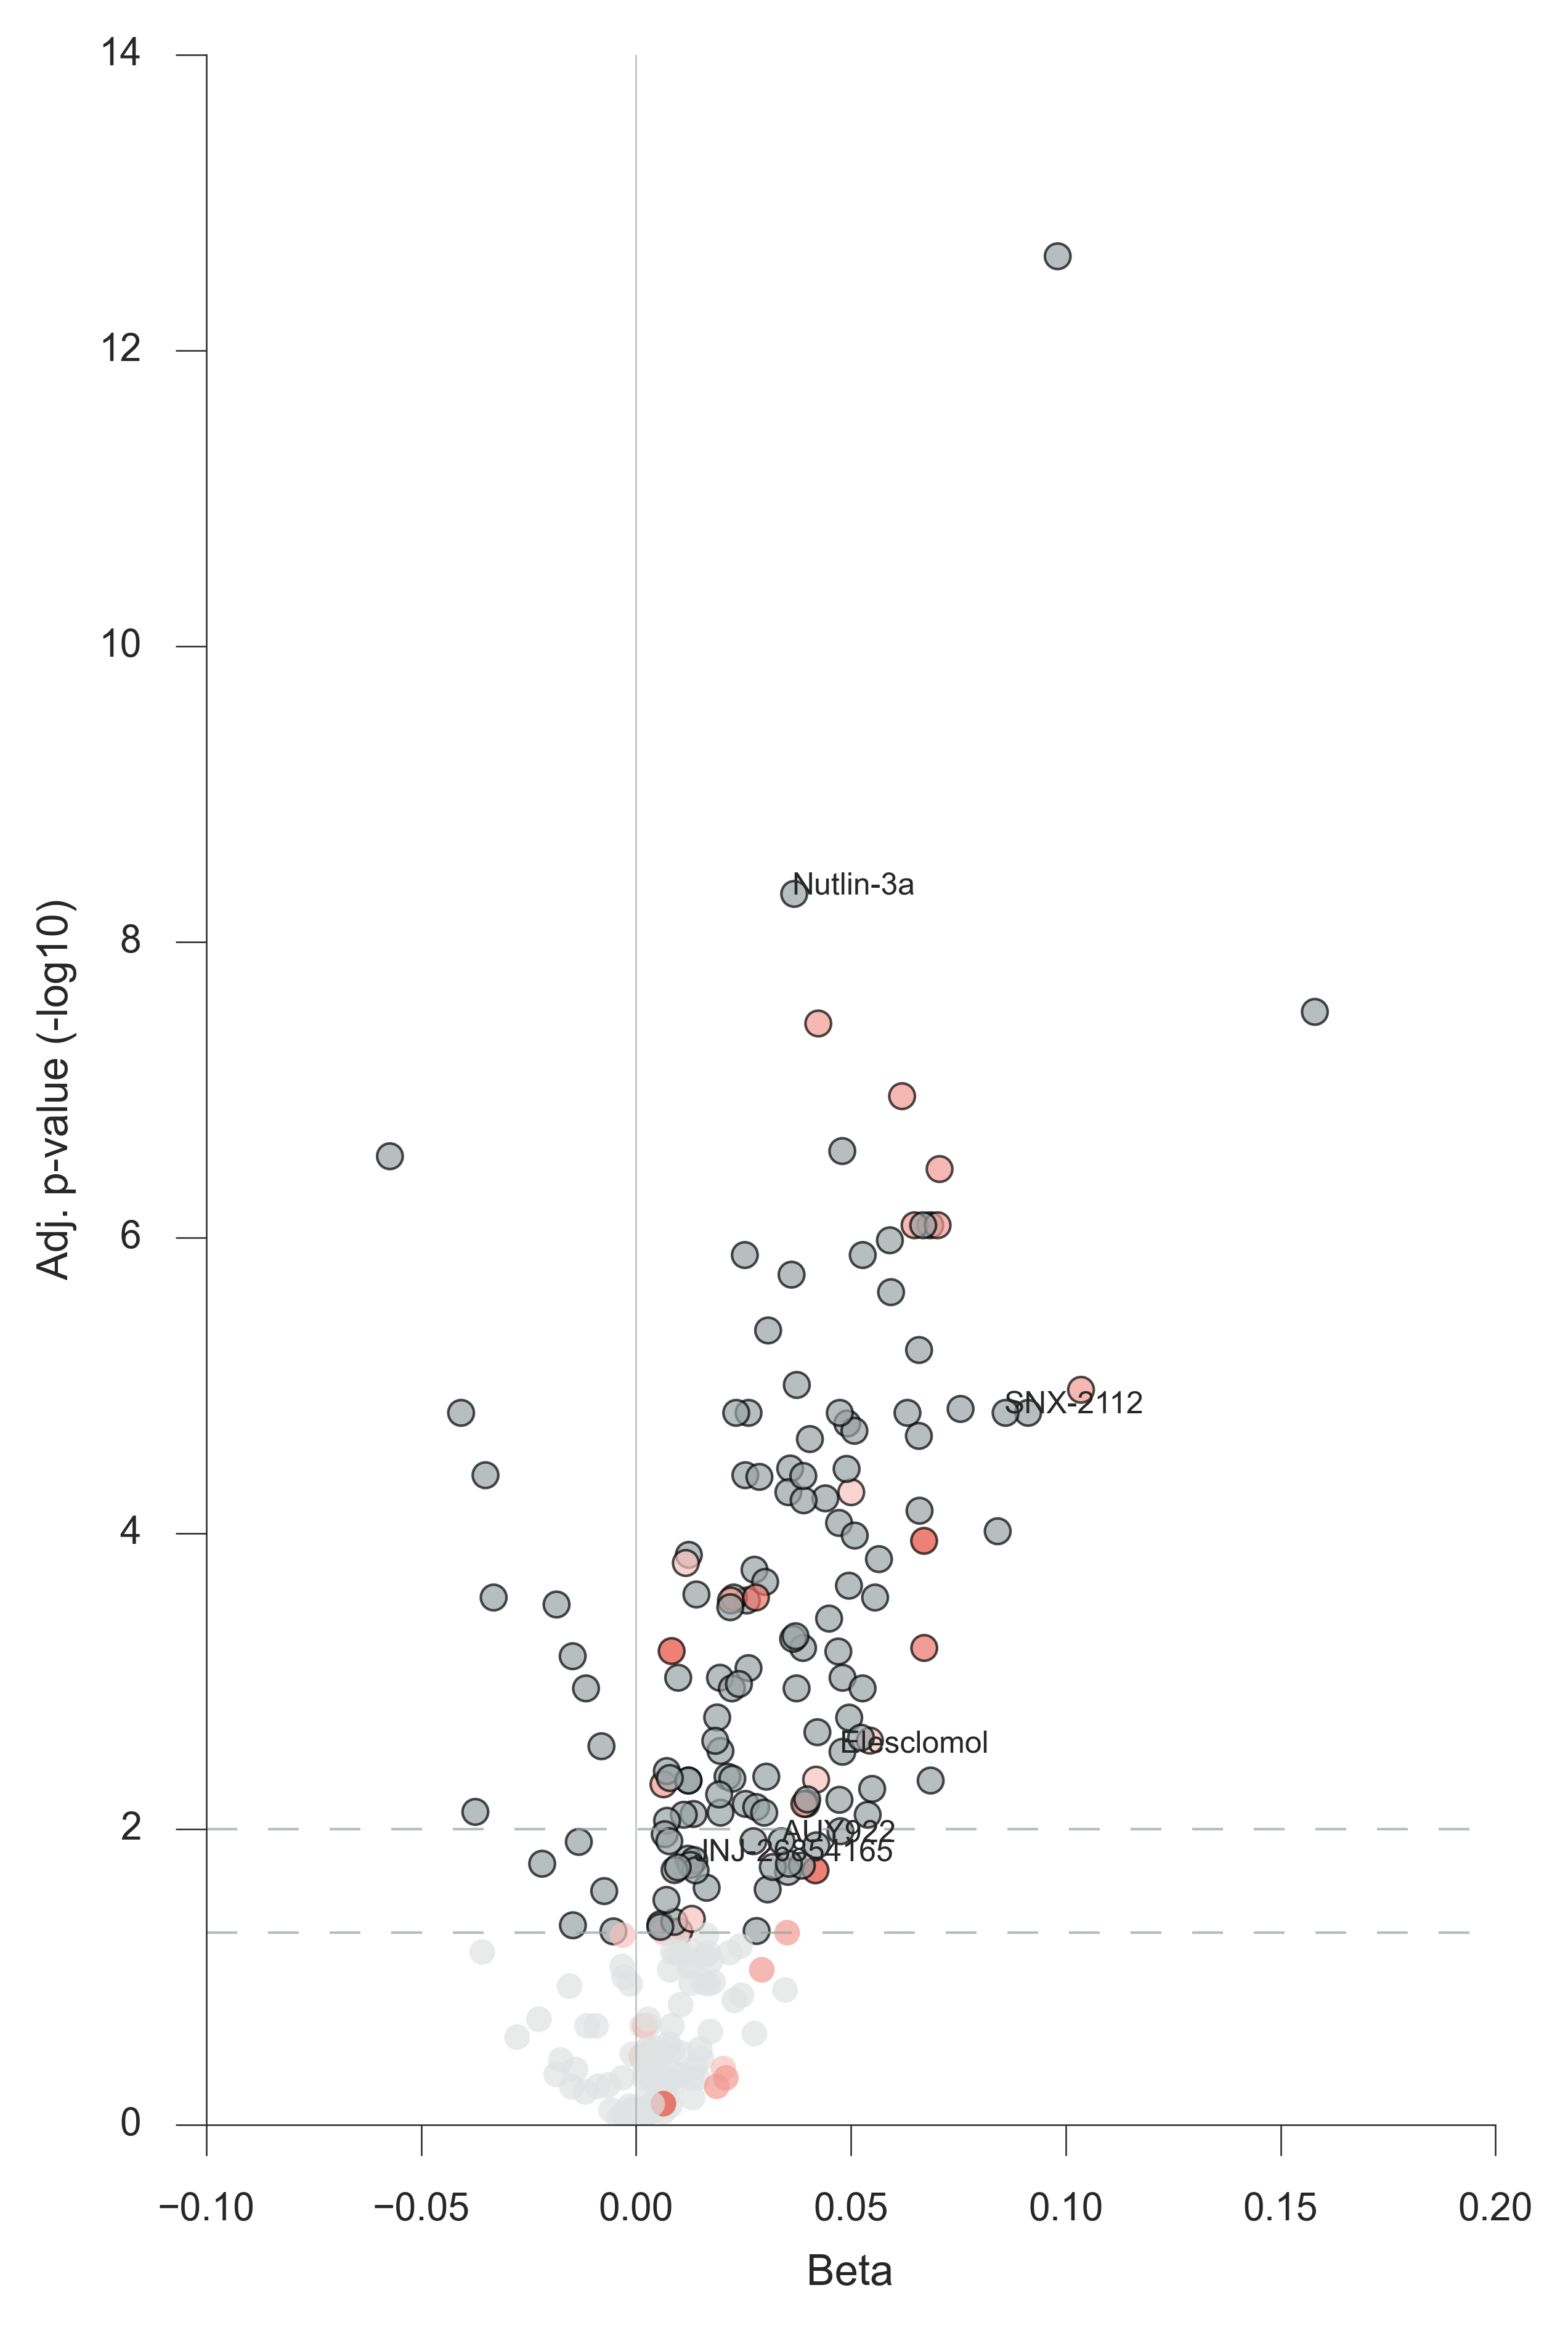 14
12
10
8
6
4
2
0
Adj. p-value (-log10)
Nutlin-3a
SNX-2112
Elesclomol
AUY922
JNJ-26854165
−0.10
−0.05
0.00
0.05
0.10
0.15
0.20
Beta